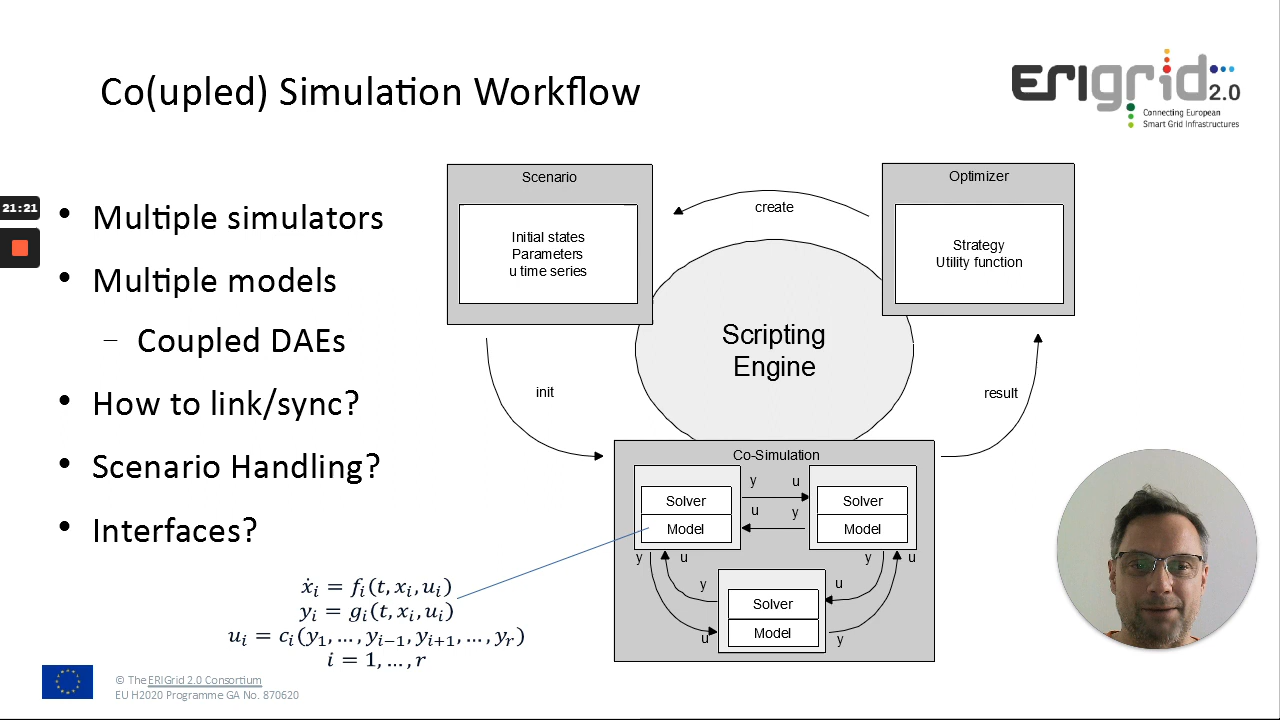 Co(upled) Simulation Workflow
ERIgrid 2.0
Connecting European
Smart Grid Infrastructures
21:21
• Multiple simulators
• Multiple models
– Coupled DAEs
• How to link/sync?
• Scenario Handling?
• Interfaces?
Scenario
Initial states
Parameters
u time series
create
Optimizer
Strategy
Utility function
Scripting
Engine
init
result
Co-Simulation
Solver
Model
y u
u y
Solver
Model
y u
y u
y
u
Solver
Model
u
y
ẋᵢ = fᵢ(t, xᵢ, uᵢ)
yᵢ = gᵢ(t, xᵢ, uᵢ)
uᵢ = cᵢ(y₁, … , yᵢ₋₁, yᵢ₊₁, … , yᵣ)
i = 1, … , r
© The ERIGrid 2.0 Consortium
EU H2020 Programme GA No. 870620